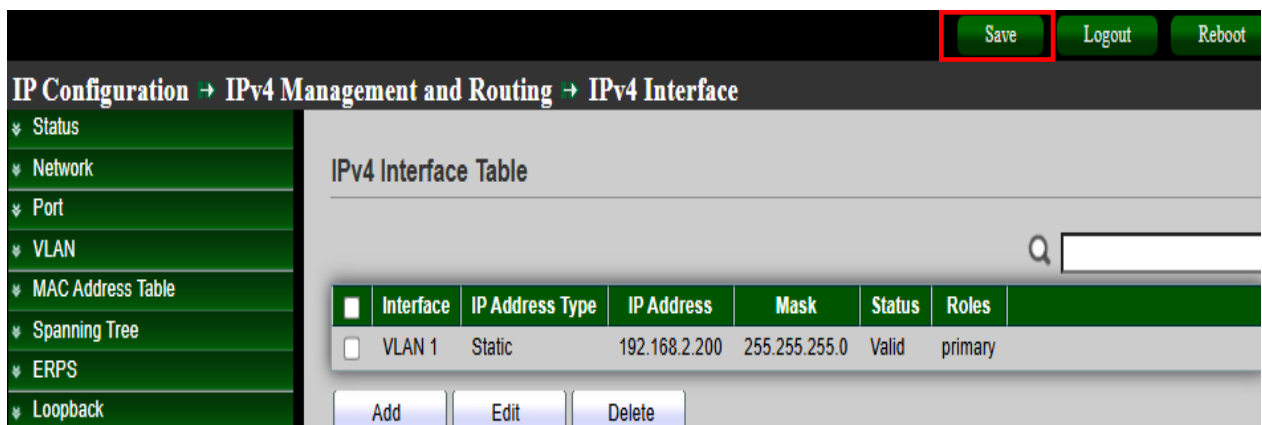 Save Logout Reboot
IP Configuration → IPv4 Management and Routing → IPv4 Interface
Status
Network
Port
VLAN
MAC Address Table
Spanning Tree
ERPS
Loopback
IPv4 Interface Table
Interface IP Address Type IP Address Mask Status Roles
VLAN 1 Static 192.168.2.200 255.255.255.0 Valid primary
Add Edit Delete